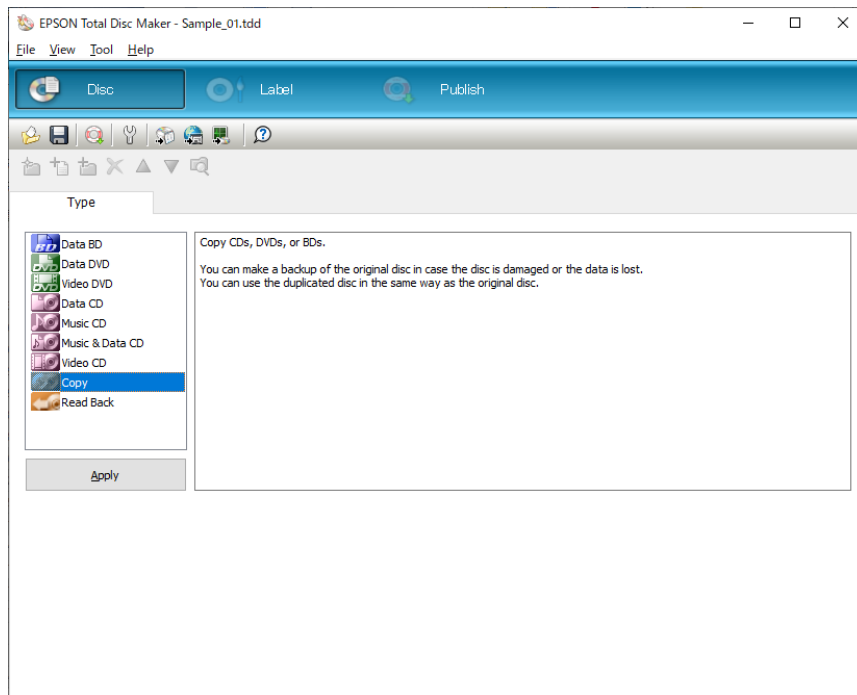 EPSON Total Disc Maker - Sample_01.tdd
File View Tool Help
Disc Label Publish
Type
Data BD
Data DVD
Video DVD
Data CD
Music CD
Music & Data CD
Video CD
Copy
Read Back
Apply
Copy CDs, DVDs, or BDs.
You can make a backup of the original disc in case the disc is damaged or the data is lost.
You can use the duplicated disc in the same way as the original disc.